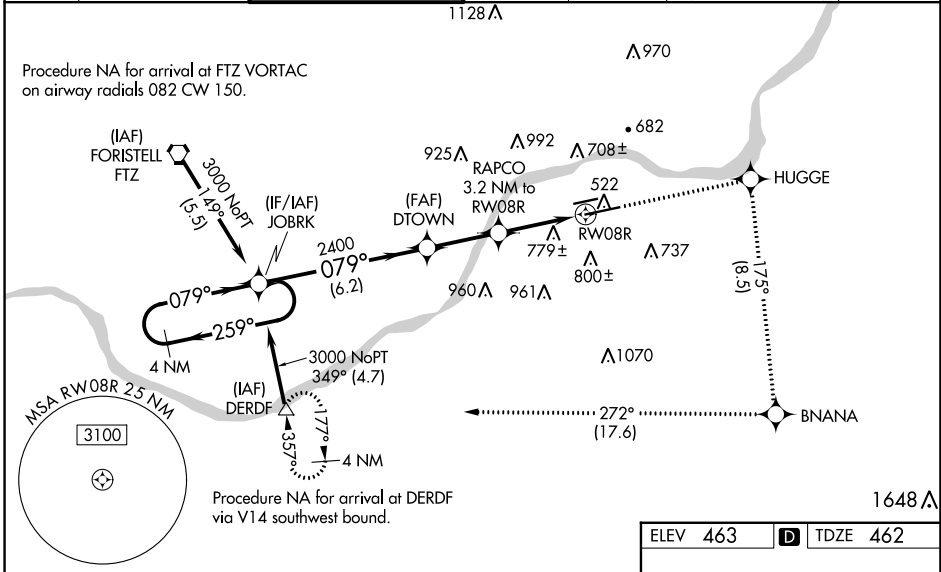 1128
970
Procedure NA for arrival at FTZ VORTAC
on airway radials 082 CW 150.
(IAF)
FORISTELL
FTZ
3000 NoPT
149°
(5.5)
(IF/IAF)
JOBRK
925
992
682
708±
RAPCO
3.2 NM to
RW08R
(FAF)
DTOWN
522
HUGGE
RW08R
2400
079°
(6.2)
779±
800±
737
960
961
079°
259°
4 NM
175°
(8.5)
3000 NoPT
349° (4.7)
1070
(IAF)
DERDF
177°
357°
4 NM
272°
(17.6)
BNANA
MSA RW08R 25 NM
3100
Procedure NA for arrival at DERDF
via V14 southwest bound.
1648
ELEV 463 D TDZE 462